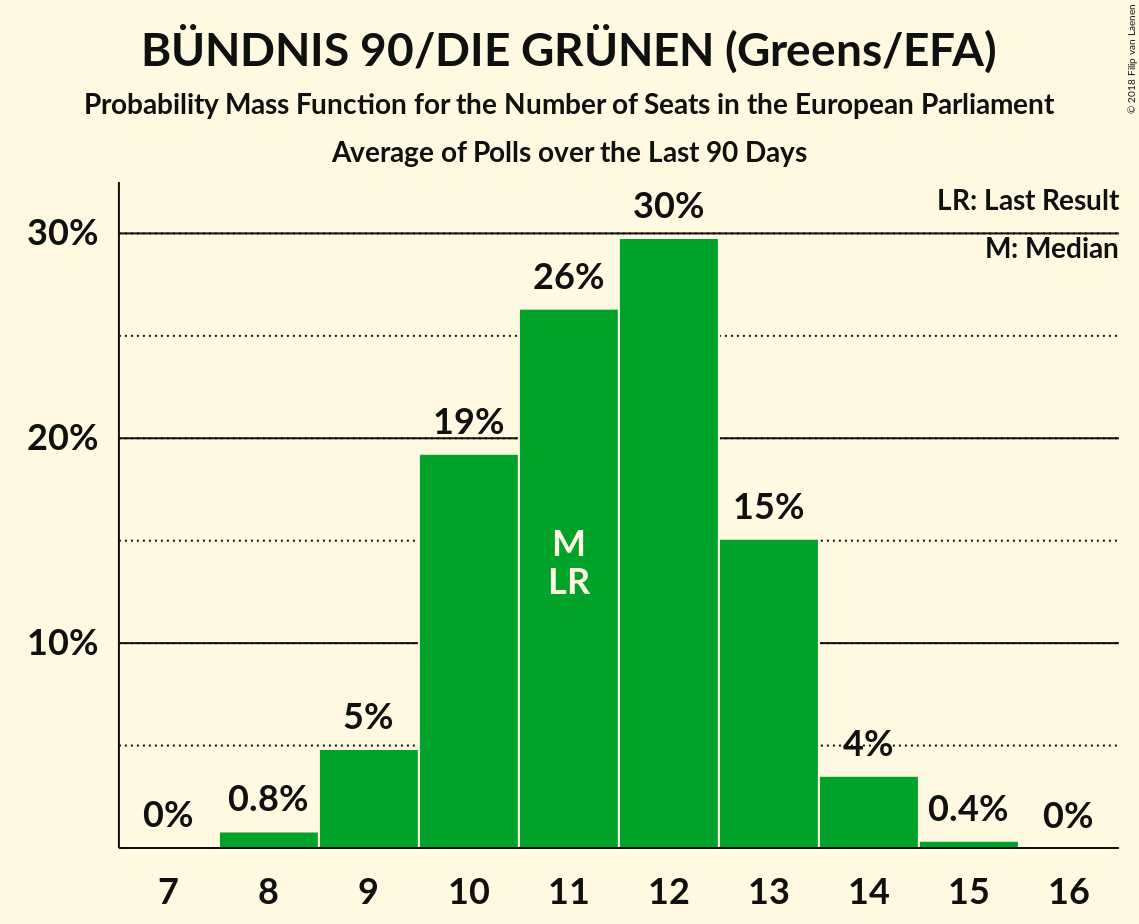 BÜNDNIS 90/DIE GRÜNEN (Greens/EFA)
Probability Mass Function for the Number of Seats in the European Parliament
Average of Polls over the Last 90 Days
© 2018 Filip van Laenen
LR: Last Result
M: Median
30%
20%
10%
0%
0.8%
5%
19%
26%
30%
15%
4%
0.4%
0%
M
LR
7 8 9 10 11 12 13 14 15 16